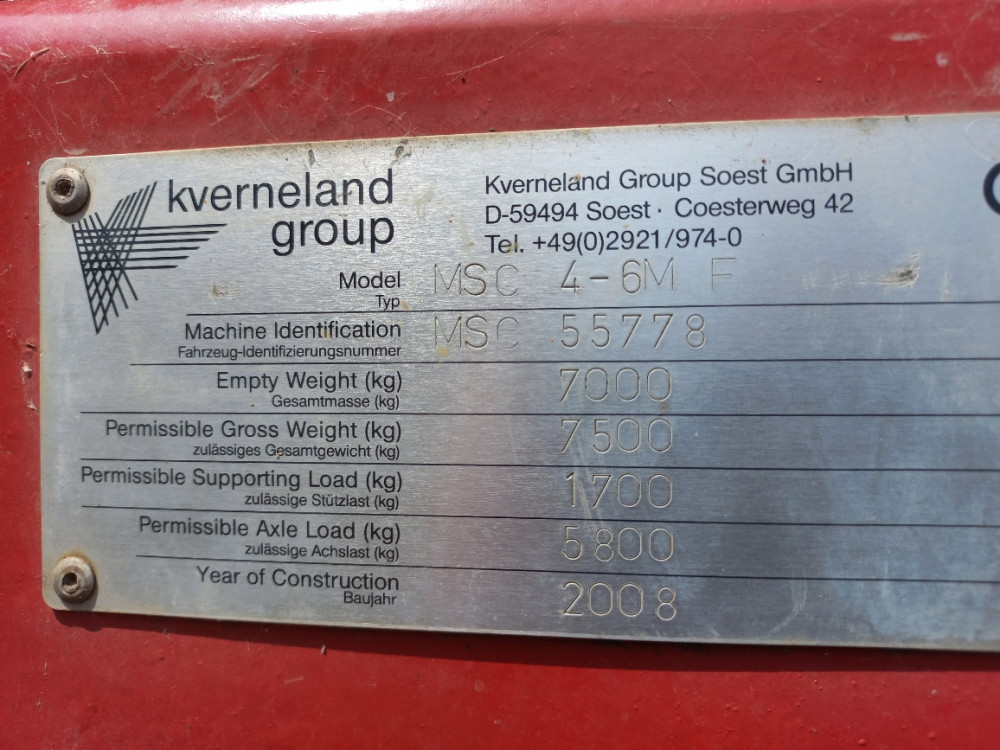 kverneland
group
Kverneland Group Soest GmbH
D-59494 Soest · Coesterweg 42
Tel. +49(0)2921/974-0
Model MSC 4-6M F
Typ
Machine Identification MSC 55778
Fahrzeug-Identifizierungsnummer
Empty Weight (kg) 7000
Gesamtmasse (kg)
Permissible Gross Weight (kg) 7500
zulässiges Gesamtgewicht (kg)
Permissible Supporting Load (kg) 1700
zulässige Stützlast (kg)
Permissible Axle Load (kg) 5800
zulässige Achslast (kg)
Year of Construction 2008
Baujahr